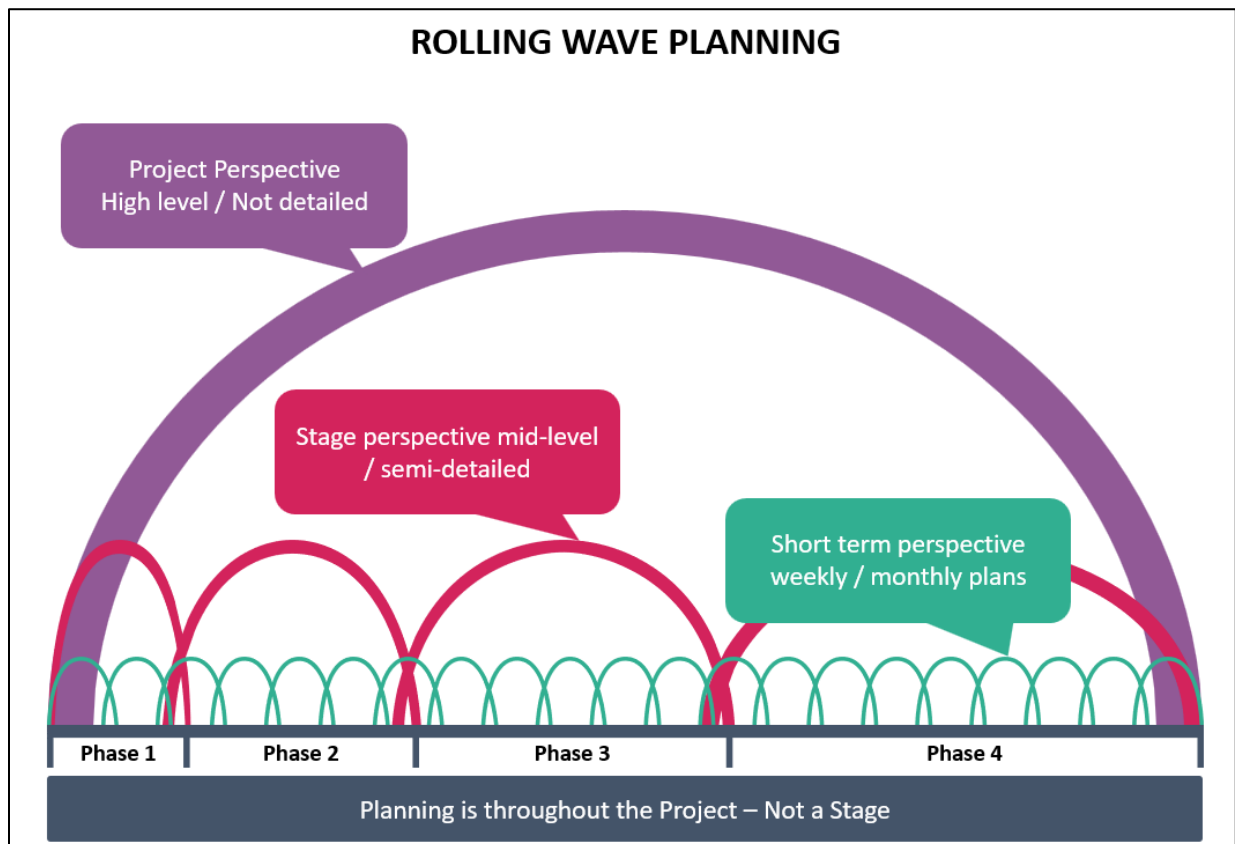 ROLLING WAVE PLANNING
Project Perspective
High level / Not detailed
Stage perspective mid-level
/ semi-detailed
Short term perspective
weekly / monthly plans
Phase 1
Phase 2
Phase 3
Phase 4
Planning is throughout the Project – Not a Stage